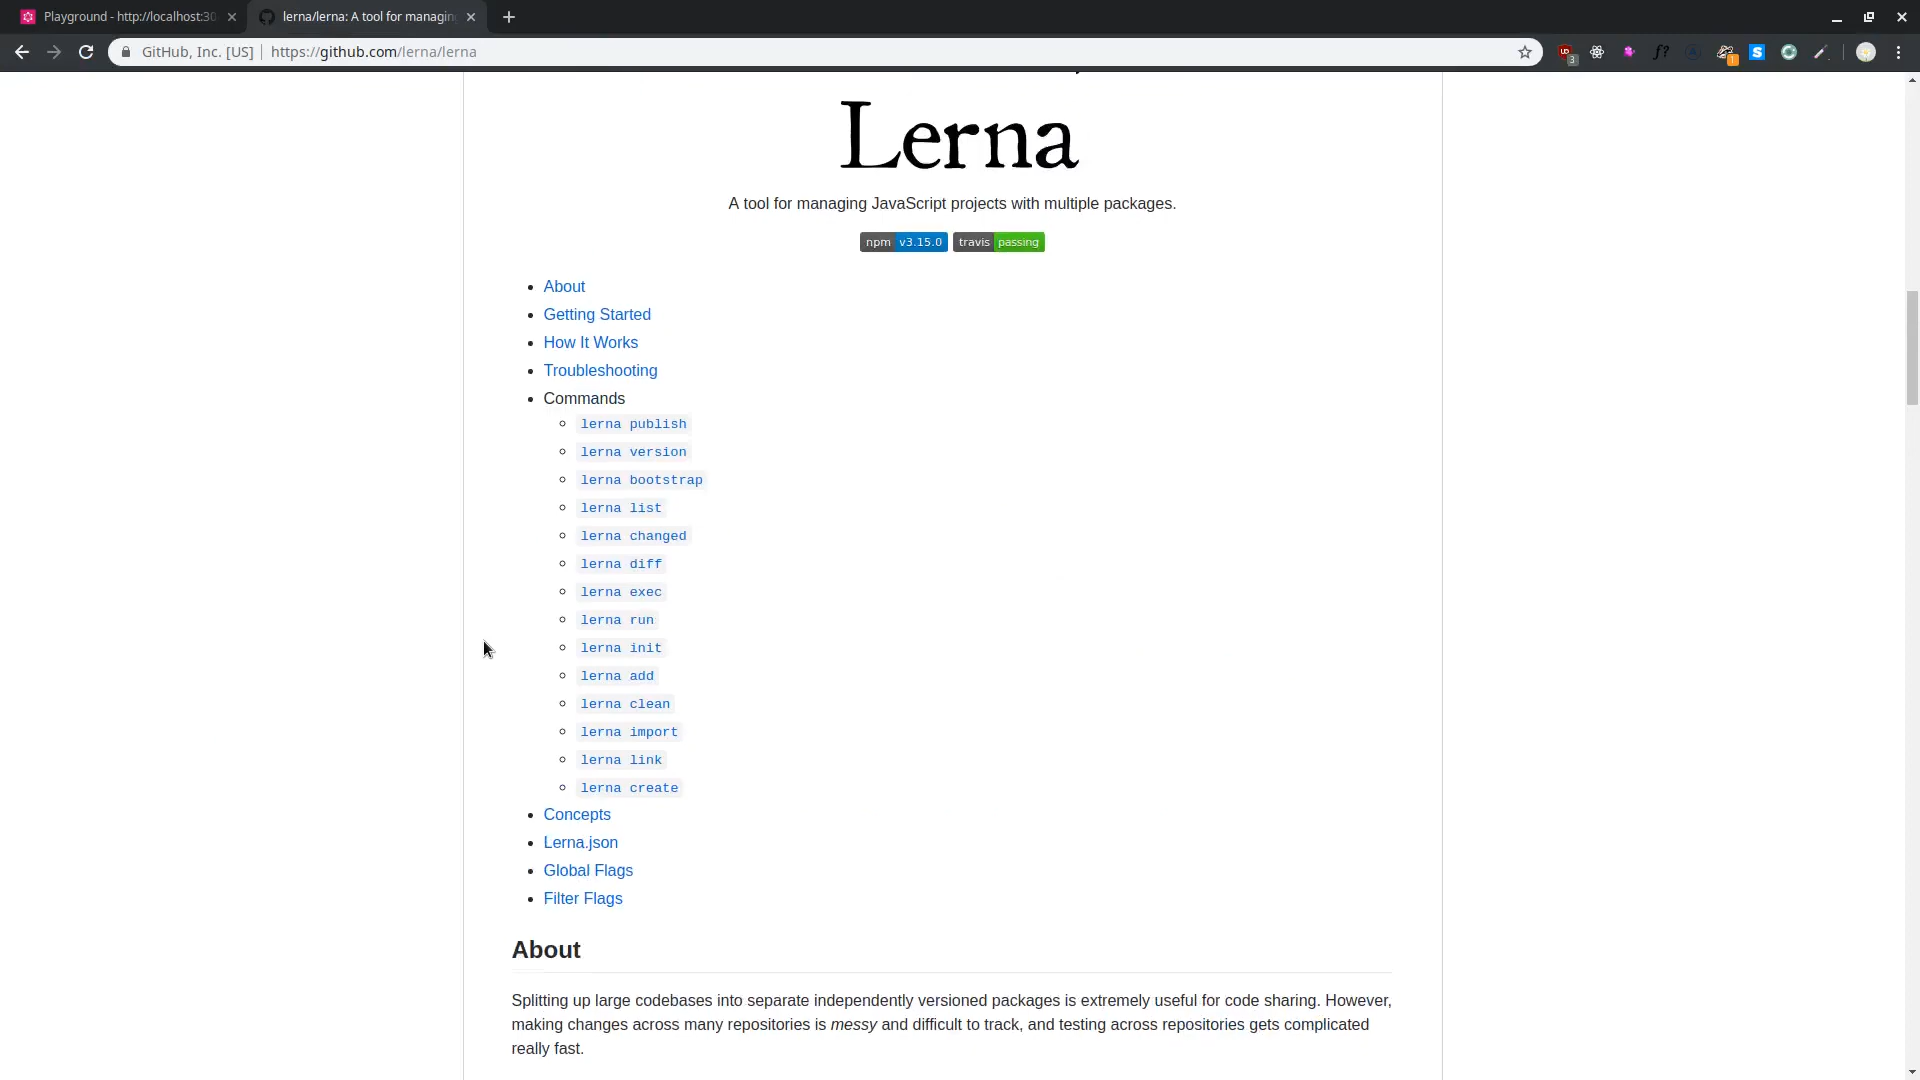 Playground - http://localhost:30
lerna/lerna: A tool for managing
GitHub, Inc. [US] | https://github.com/lerna/lerna
UD
3
ƒ?
1
S
Lerna
A tool for managing JavaScript projects with multiple packages.
npm v3.15.0 travis passing
About
Getting Started
How It Works
Troubleshooting
Commands
lerna publish
lerna version
lerna bootstrap
lerna list
lerna changed
lerna diff
lerna exec
lerna run
lerna init
lerna add
lerna clean
lerna import
lerna link
lerna create
Concepts
Lerna.json
Global Flags
Filter Flags
About
Splitting up large codebases into separate independently versioned packages is extremely useful for code sharing. However,
making changes across many repositories is messy and difficult to track, and testing across repositories gets complicated
really fast.